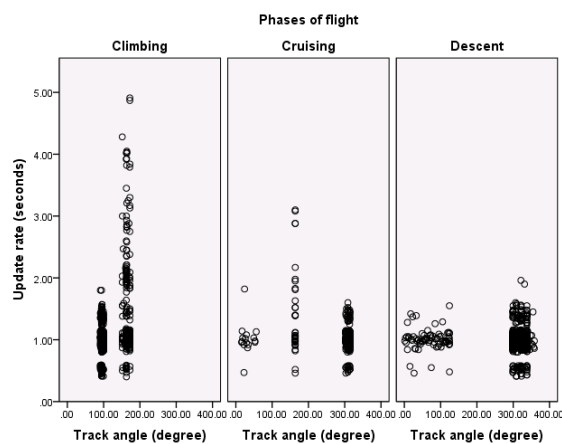 Phases of flight
Climbing Cruising Descent
Update rate (seconds)
5.00
4.00
3.00
2.00
1.00
.00
.00 100.00 200.00 300.00 400.00 .00 100.00 200.00 300.00 400.00 .00 100.00 200.00 300.00 400.00
Track angle (degree) Track angle (degree) Track angle (degree)